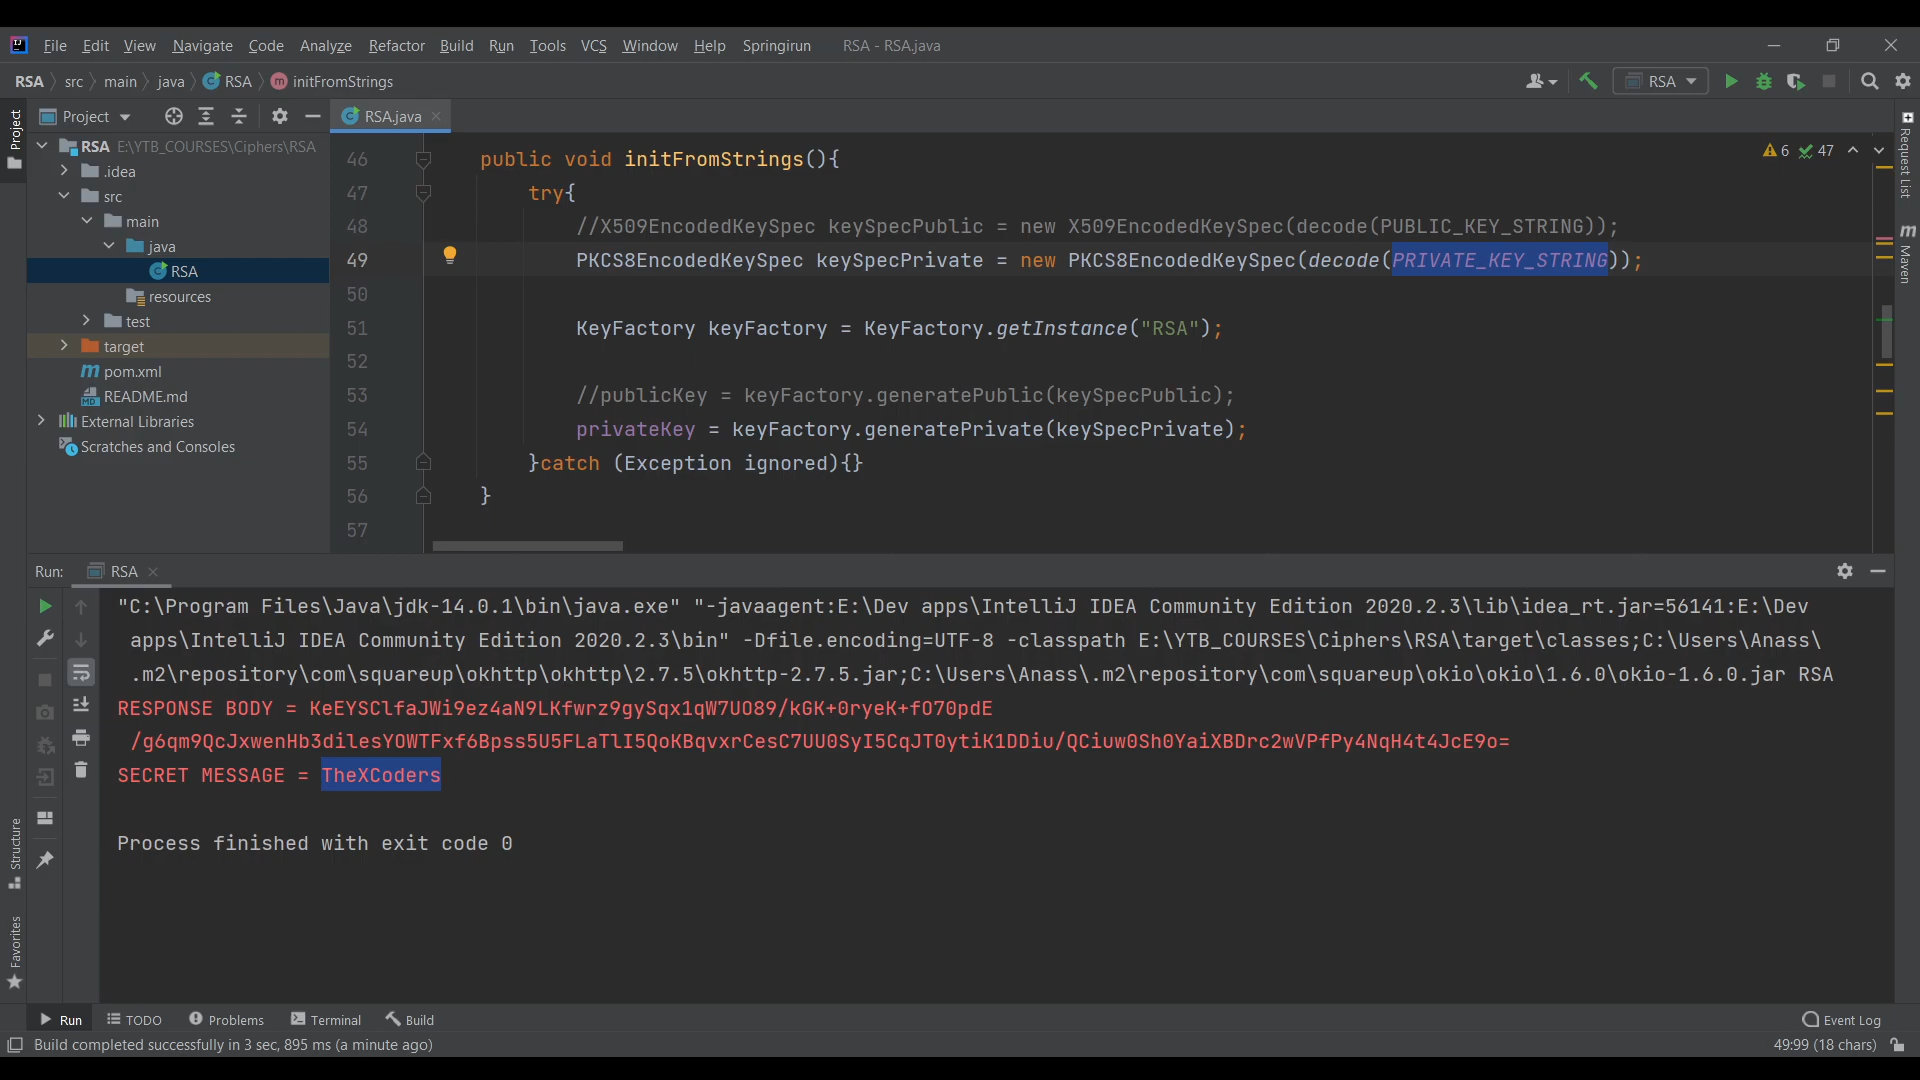 File Edit View Navigate Code Analyze Refactor Build Run Tools VCS Window Help Springirun RSA - RSA.java
RSA src main java RSA m initFromStrings RSA
Project RSA.java
Project
RSA E:\YTB_COURSES\Ciphers\RSA
.idea
src
main
java
RSA
resources
test
target
pom.xml
README.md
External Libraries
Scratches and Consoles
6 47
46 public void initFromStrings(){
47 try{
48 //X509EncodedKeySpec keySpecPublic = new X509EncodedKeySpec(decode(PUBLIC_KEY_STRING));
49 PKCS8EncodedKeySpec keySpecPrivate = new PKCS8EncodedKeySpec(decode(PRIVATE_KEY_STRING));
50
51 KeyFactory keyFactory = KeyFactory.getInstance("RSA");
52
53 //publicKey = keyFactory.generatePublic(keySpecPublic);
54 privateKey = keyFactory.generatePrivate(keySpecPrivate);
55 }catch (Exception ignored){}
56 }
57
Request List
Maven
Run: RSA
"C:\Program Files\Java\jdk-14.0.1\bin\java.exe" "-javaagent:E:\Dev apps\IntelliJ IDEA Community Edition 2020.2.3\lib\idea_rt.jar=56141:E:\Dev
apps\IntelliJ IDEA Community Edition 2020.2.3\bin" -Dfile.encoding=UTF-8 -classpath E:\YTB_COURSES\Ciphers\RSA\target\classes;C:\Users\Anass\
.m2\repository\com\squareup\okhttp\okhttp\2.7.5\okhttp-2.7.5.jar;C:\Users\Anass\.m2\repository\com\squareup\okio\okio\1.6.0\okio-1.6.0.jar RSA
RESPONSE BODY = KeEYSClfaJWi9ez4aN9LKfwrz9gySqx1qW7UO89/kGK+0ryeK+fO70pdE
/g6qm9QcJxwenHb3dilesYOWTFxf6Bpss5U5FLaTlI5QoKBqvxrCesC7UU0SyI5CqJT0ytiK1DDiu/QCiuw0Sh0YaiXBDrc2wVPfPy4NqH4t4JcE9o=
SECRET MESSAGE = TheXCoders
Process finished with exit code 0
Structure
Favorites
Run TODO Problems Terminal Build Event Log
Build completed successfully in 3 sec, 895 ms (a minute ago) 49:99 (18 chars)